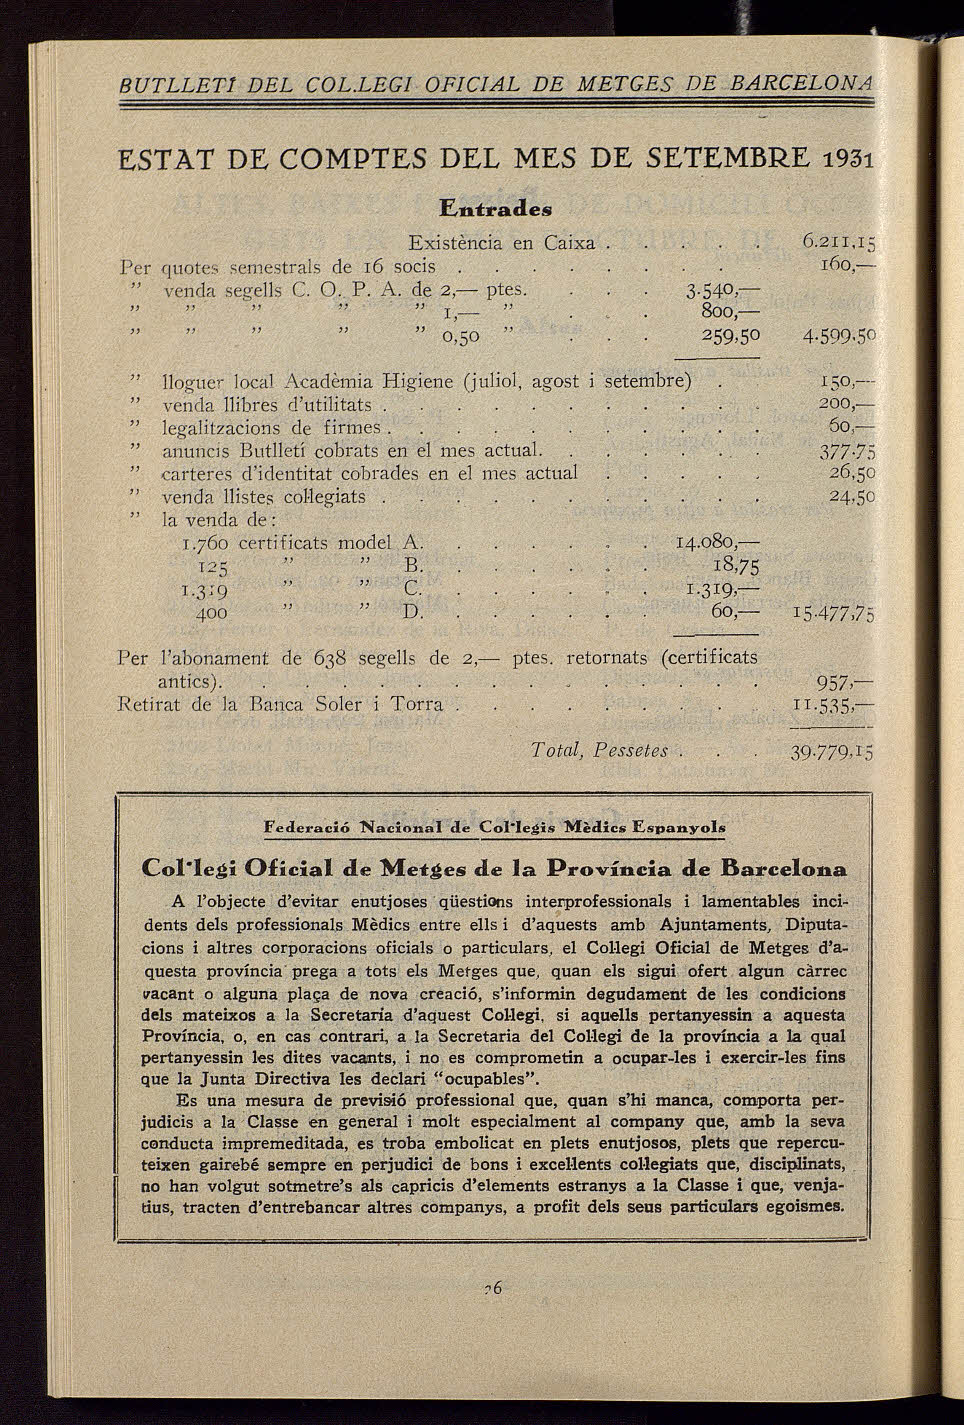 BUTLLETÍ DEL COL.LEGI OFICIAL DE METGES DE BARCELONA
ESTAT DE COMPTES DEL MES DE SETEMBRE 1931
Entrades
Existència en Caixa . . . . . 6.211,15
Per quotes semestrals de 16 socis . . . . . . . . 160,—
” venda segells C. O. P. A. de 2,— ptes. . . . 3.540,—
” ” ” ” ” 1,— ” . . . 800,—
” ” ” ” ” 0,50 ” . . . 259,50 4.599,50
” lloguer local Acadèmia Higiene (juliol, agost i setembre) . . 150,—
” venda llibres d’utilitats . . . . . . . . . . . 200,—
” legalitzacions de firmes . . . . . . . . . . . 60,—
” anuncis Butlletí cobrats en el mes actual. . . . . . . 377.75
” carteres d’identitat cobrades en el mes actual . . . . . 26,50
” venda llistes col·legiats . . . . . . . . . . . 24,50
” la venda de :
1.760 certificats model A. . . . . . . 14.080,—
125 ” ” B. . . . . . . 18,75
1.319 ” ” C. . . . . . . 1.319,—
400 ” ” D. . . . . . . 60,— 15.477,75
Per l’abonament de 638 segells de 2,— ptes. retornats (certificats
antics). . . . . . . . . . . . . . . 957,—
Retirat de la Banca Soler i Torra . . . . . . . . . 11.535,—
Total, Pessetes . . . 39.779,15
Federació Nacional de Col·legis Mèdics Espanyols
Col·legi Oficial de Metges de la Província de Barcelona
A l’objecte d’evitar enutjoses qüestions interprofessionals i lamentables inci-
dents dels professionals Mèdics entre ells i d’aquests amb Ajuntaments, Diputa-
cions i altres corporacions oficials o particulars, el Col·legi Oficial de Metges d’a-
questa província prega a tots els Metges que, quan els sigui ofert algun càrrec
vacant o alguna plaça de nova creació, s’informin degudament de les condicions
dels mateixos a la Secretaría d’aquest Col·legi, si aquells pertanyessin a aquesta
Província, o, en cas contrari, a la Secretaria del Col·legi de la província a la qual
pertanyessin les dites vacants, i no es comprometin a ocupar-les i exercir-les fins
que la Junta Directiva les declari “ocupables”.
Es una mesura de previsió professional que, quan s’hi manca, comporta per-
judicis a la Classe en general i molt especialment al company que, amb la seva
conducta impremeditada, es troba embolicat en plets enutjosos, plets que repercu-
teixen gairebé sempre en perjudici de bons i excel·lents col·legiats que, disciplinats,
no han volgut sotmetre’s als capricis d’elements estranys a la Classe i que, venja-
tius, tracten d’entrebancar altres companys, a profit dels seus particulars egoismes.